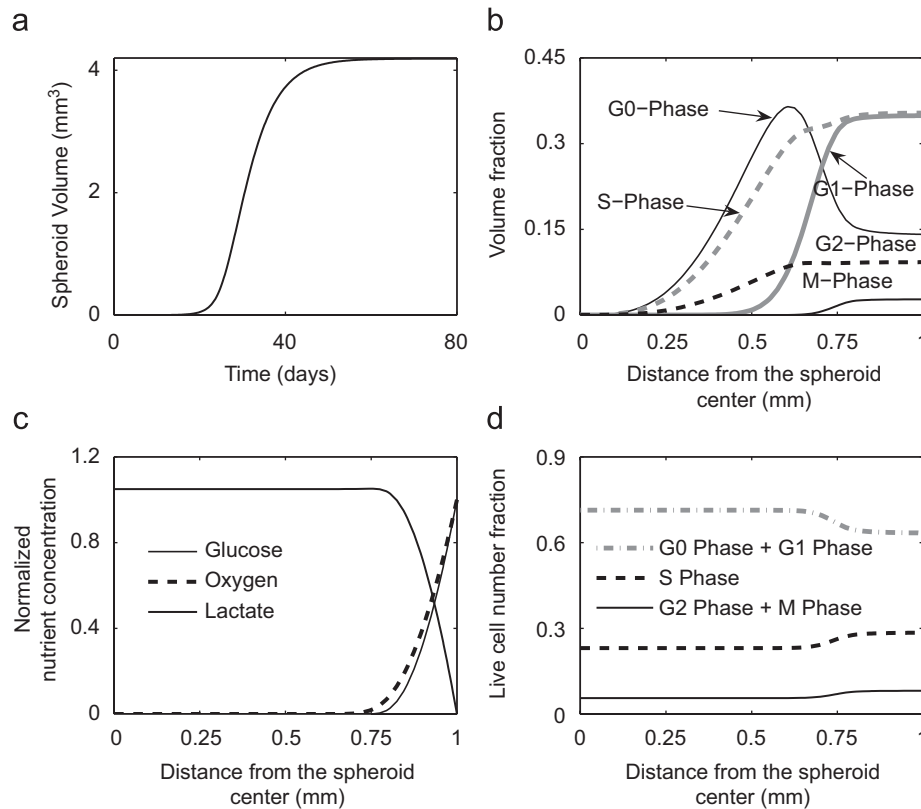 a
Spheroid Volume (mm3)
4
2
0
0
40
80
Time (days)
b
Volume fraction
0.45
0.3
0.15
0
G0−Phase
S−Phase
G1−Phase
G2−Phase
M−Phase
0
0.25
0.5
0.75
1
Distance from the spheroid
center (mm)
c
Normalized
nutrient concentration
1.2
0.8
0.4
0
Glucose
Oxygen
Lactate
0
0.25
0.5
0.75
1
Distance from the spheroid
center (mm)
d
Live cell number fraction
0.9
0.6
0.3
0
G0 Phase + G1 Phase
S Phase
G2 Phase + M Phase
0
0.25
0.5
0.75
1
Distance from the spheroid
center (mm)